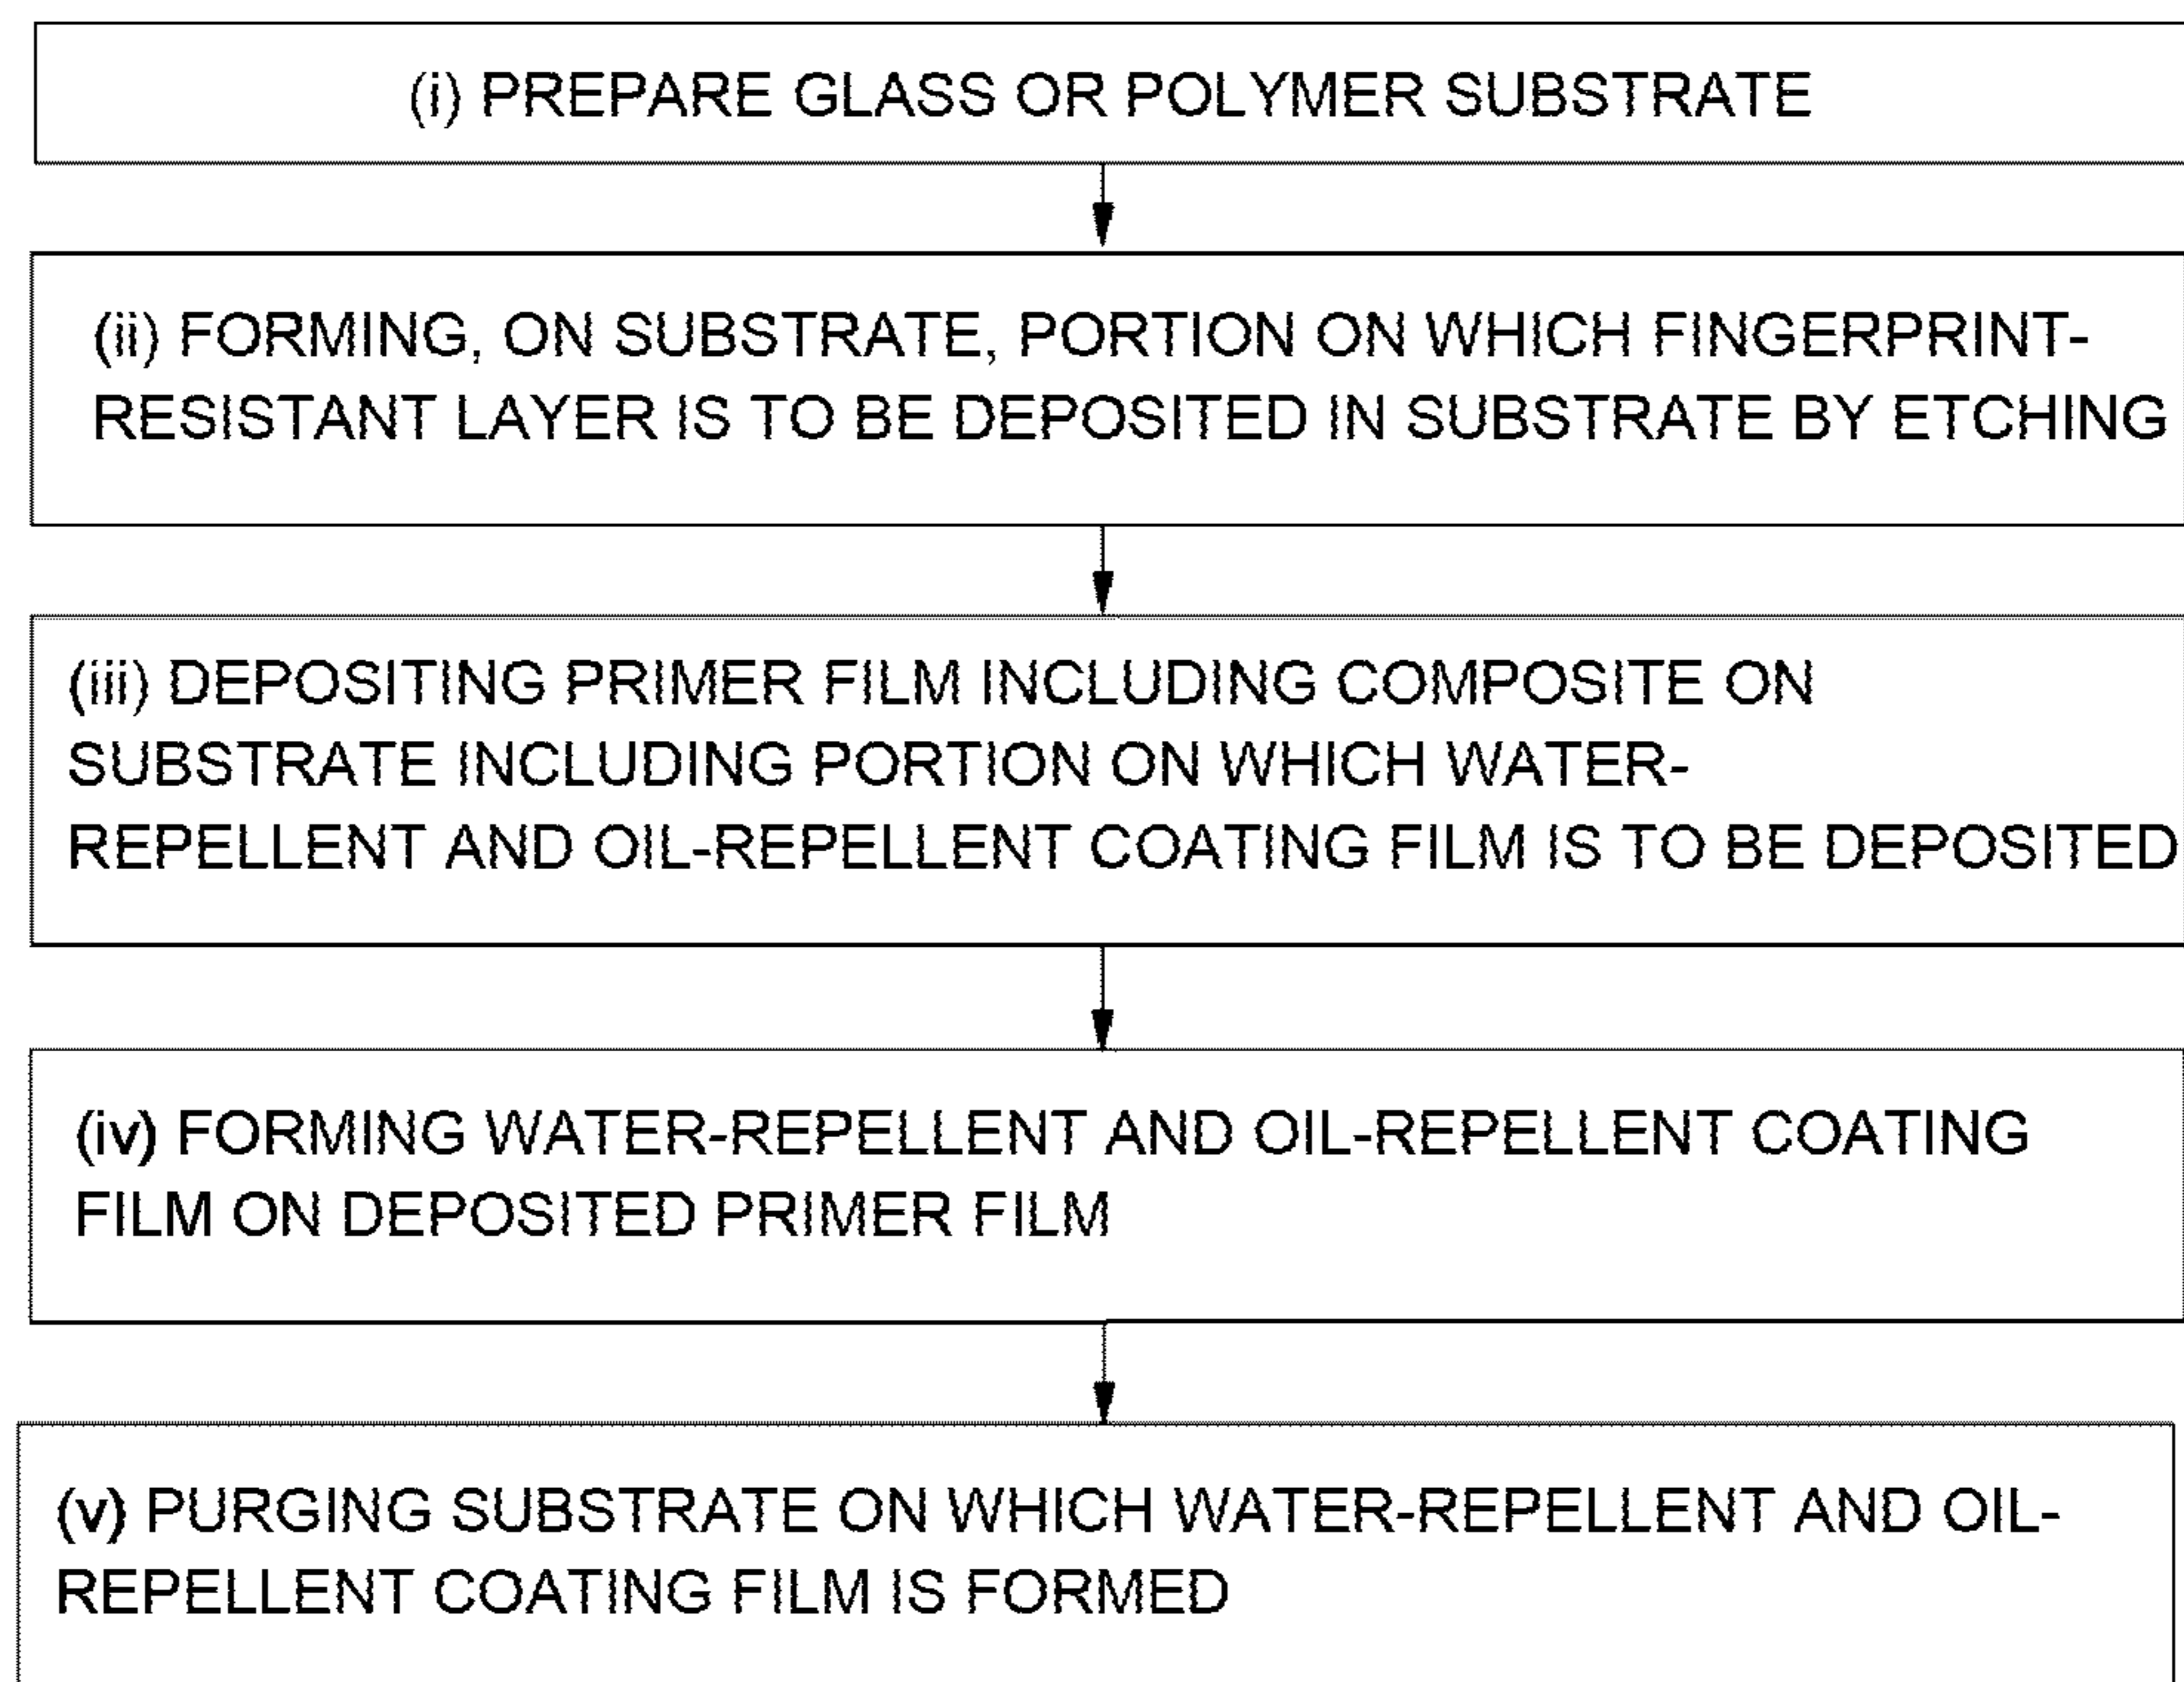 (i) PREPARE GLASS OR POLYMER SUBSTRATE
(ii) FORMING, ON SUBSTRATE, PORTION ON WHICH FINGERPRINT-
RESISTANT LAYER IS TO BE DEPOSITED IN SUBSTRATE BY ETCHING
(iii) DEPOSITING PRIMER FILM INCLUDING COMPOSITE ON
SUBSTRATE INCLUDING PORTION ON WHICH WATER-
REPELLENT AND OIL-REPELLENT COATING FILM IS TO BE DEPOSITED
(iv) FORMING WATER-REPELLENT AND OIL-REPELLENT COATING
FILM ON DEPOSITED PRIMER FILM
(v) PURGING SUBSTRATE ON WHICH WATER-REPELLENT AND OIL-
REPELLENT COATING FILM IS FORMED